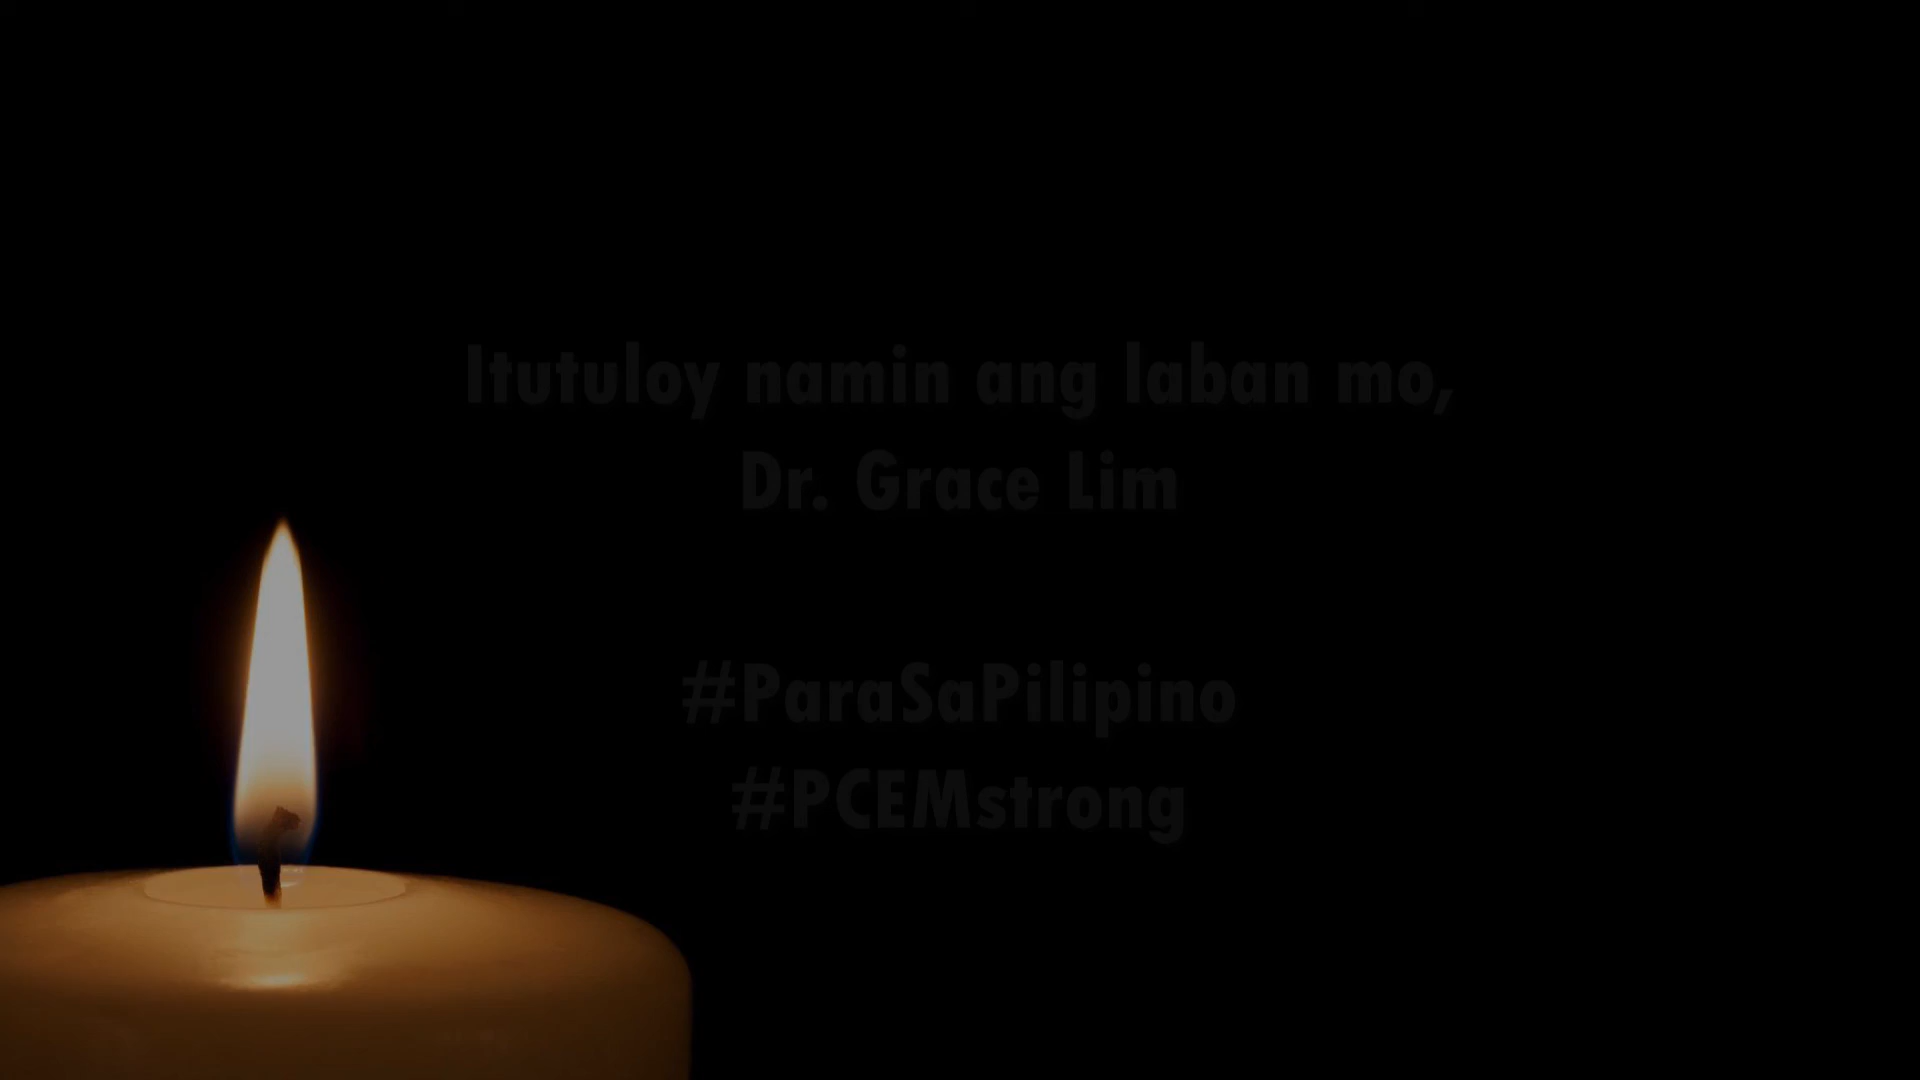 Itutuloy namin ang laban mo,
Dr. Grace Lim
#ParaSaPilipino
#PCEMstrong